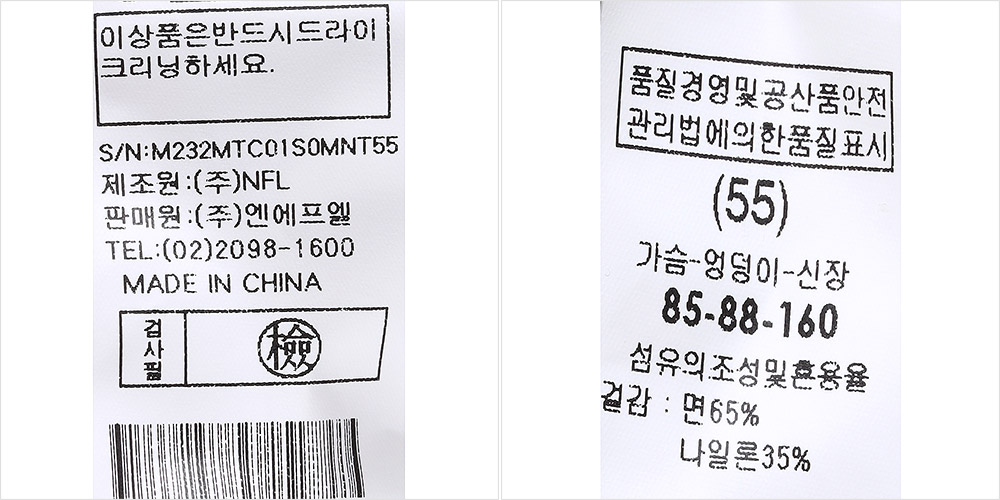 이상품은반드시드라이
크리닝하세요.
S/N:M232MTC01S0MNT55
제조원:(주)NFL
판매원:(주)엔에프엘
TEL:(02)2098-1600
MADE IN CHINA
검사필
檢
품질경영및공산품안전
관리법에의한품질표시
(55)
가슴-엉덩이-신장
85-88-160
섬유의조성및혼용율
겉감 : 면65%
나일론35%